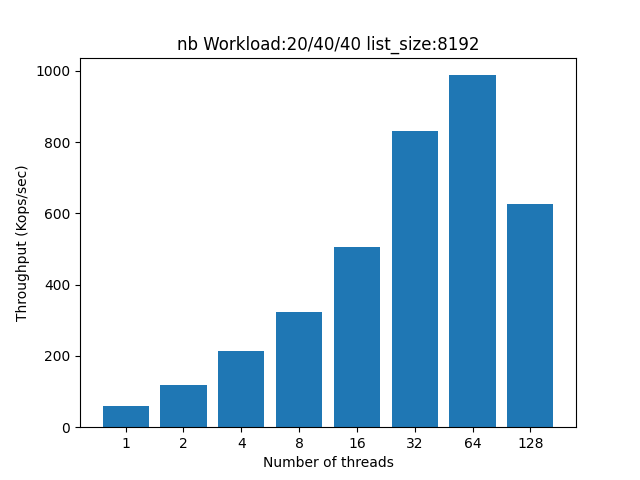 nb Workload:20/40/40 list_size:8192
Throughput (Kops/sec)
1000
800
600
400
200
0
1 2 4 8 16 32 64 128
Number of threads